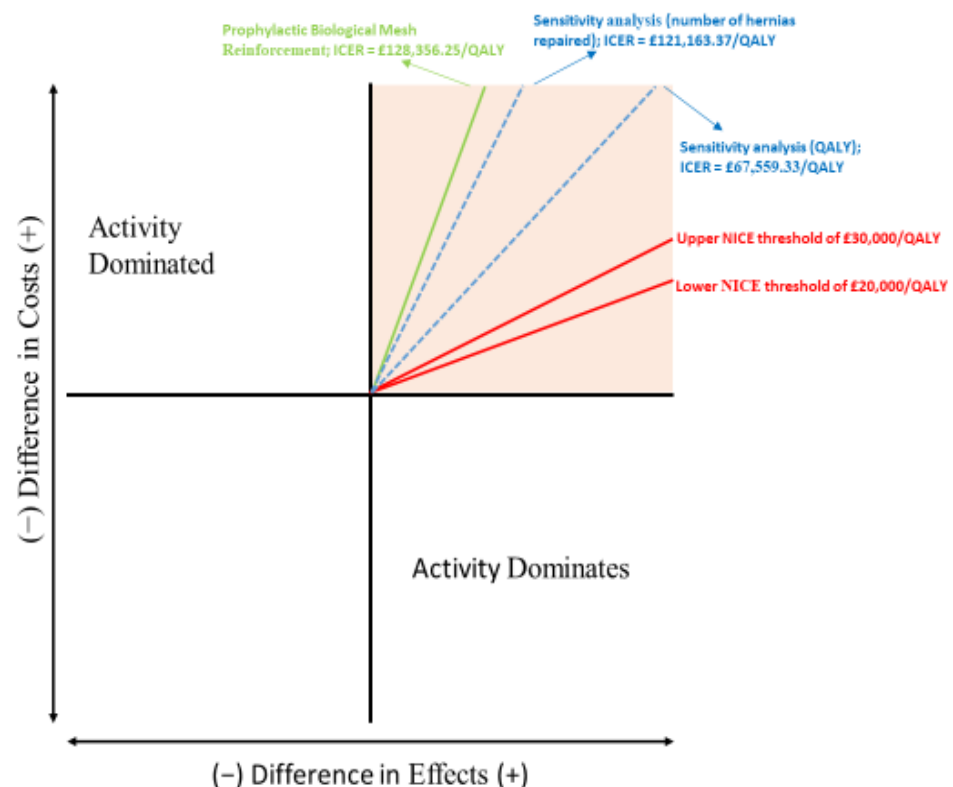 Prophylactic Biological Mesh
Reinforcement; ICER = £128,356.25/QALY
Sensitivity analysis (number of hernias
repaired); ICER = £121,163.37/QALY
Sensitivity analysis (QALY);
ICER = £67,559.33/QALY
Activity
Dominated
Upper NICE threshold of £30,000/QALY
Lower NICE threshold of £20,000/QALY
(−) Difference in Costs (+)
Activity Dominates
(−) Difference in Effects (+)